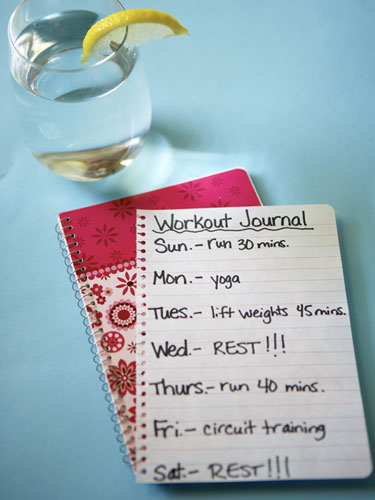 Workout Journal
Sun.- run 30 mins.
Mon.- yoga
Tues.- lift weights 45 mins.
Wed.- REST!!!
Thurs.- run 40 mins.
Fri.- circuit training
Sat.- REST!!!